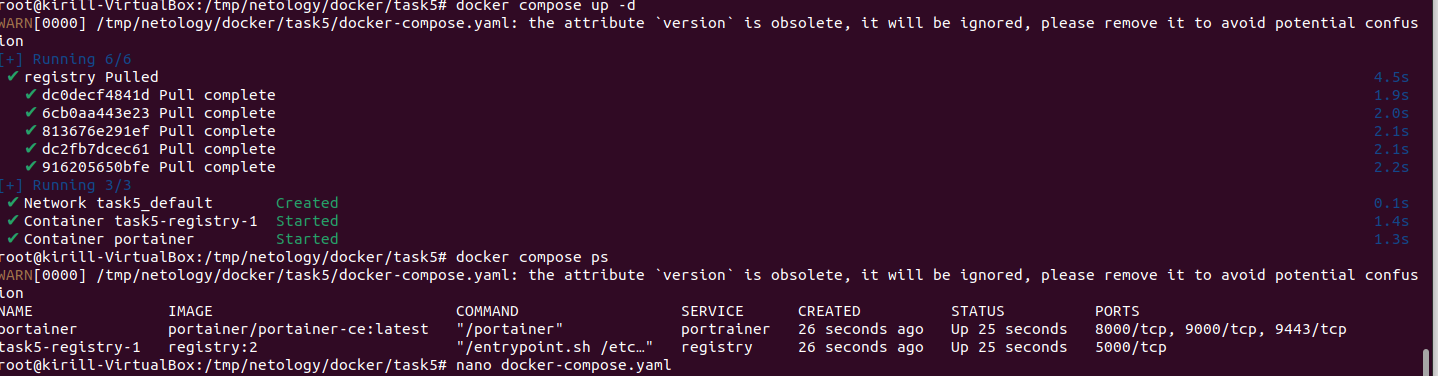 root@kirill-VirtualBox:/tmp/netology/docker/task5# docker compose up -d
WARN[0000] /tmp/netology/docker/task5/docker-compose.yaml: the attribute `version` is obsolete, it will be ignored, please remove it to avoid potential confus
ion
[+] Running 6/6
✔ registry Pulled 4.5s
✔ dc0decf4841d Pull complete 1.9s
✔ 6cb0aa443e23 Pull complete 2.0s
✔ 813676e291ef Pull complete 2.1s
✔ dc2fb7dcec61 Pull complete 2.1s
✔ 916205650bfe Pull complete 2.2s
[+] Running 3/3
✔ Network task5_default Created 0.1s
✔ Container task5-registry-1 Started 1.4s
✔ Container portainer Started 1.3s
root@kirill-VirtualBox:/tmp/netology/docker/task5# docker compose ps
WARN[0000] /tmp/netology/docker/task5/docker-compose.yaml: the attribute `version` is obsolete, it will be ignored, please remove it to avoid potential confus
ion
NAME IMAGE COMMAND SERVICE CREATED STATUS PORTS
portainer portainer/portainer-ce:latest "/portainer" portrainer 26 seconds ago Up 25 seconds 8000/tcp, 9000/tcp, 9443/tcp
task5-registry-1 registry:2 "/entrypoint.sh /etc…" registry 26 seconds ago Up 25 seconds 5000/tcp
root@kirill-VirtualBox:/tmp/netology/docker/task5# nano docker-compose.yaml